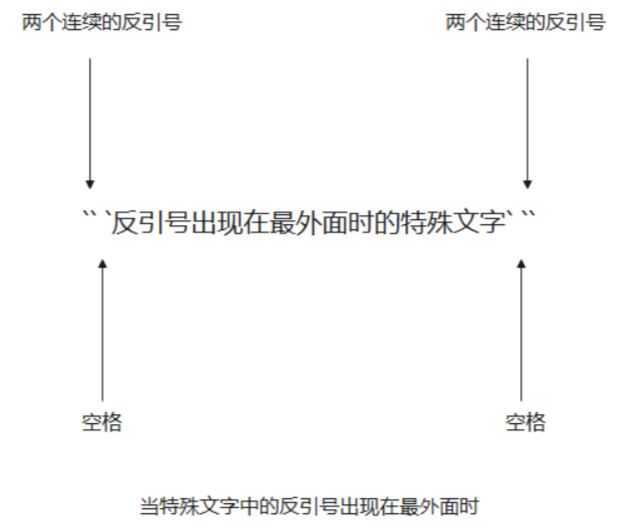 两个连续的反引号 两个连续的反引号
`` `反引号出现在最外面时的特殊文字` ``
空格 空格
当特殊文字中的反引号出现在最外面时